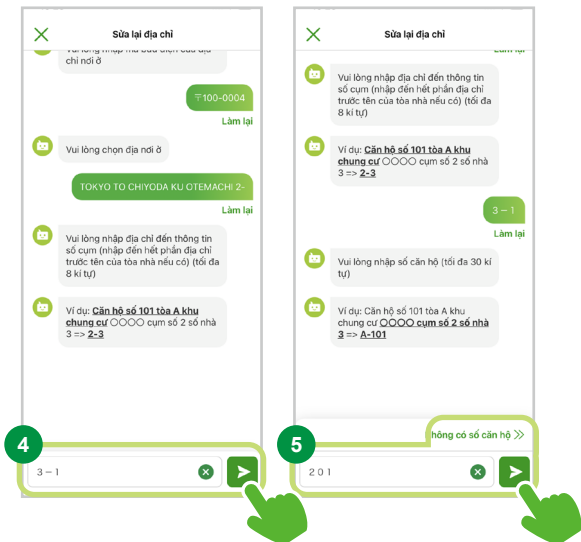 Sửa lại địa chỉ
chỉ nơi ở
〒100-0004
Làm lại
Vui lòng chọn địa nơi ở
TOKYO TO CHIYODA KU OTEMACHI 2-
Làm lại
Vui lòng nhập địa chỉ đến thông tin
số cụm (nhập đến hết phần địa chỉ
trước tên của tòa nhà nếu có) (tối đa
8 kí tự)
Ví dụ: Căn hộ số 101 tòa A khu
chung cư ○○○○ cụm số 2 số nhà
3 => 2-3
4
3－1
Sửa lại địa chỉ
Làm lại
Vui lòng nhập địa chỉ đến thông tin
số cụm (nhập đến hết phần địa chỉ
trước tên của tòa nhà nếu có) (tối đa
8 kí tự)
Ví dụ: Căn hộ số 101 tòa A khu
chung cư ○○○○ cụm số 2 số nhà
3 => 2-3
3－1
Làm lại
Vui lòng nhập số căn hộ (tối đa 30 kí
tự)
Ví dụ: Căn hộ số 101 tòa A khu
chung cư ○○○○ cụm số 2 số nhà
3 => A-101
hông có số căn hộ
5
201